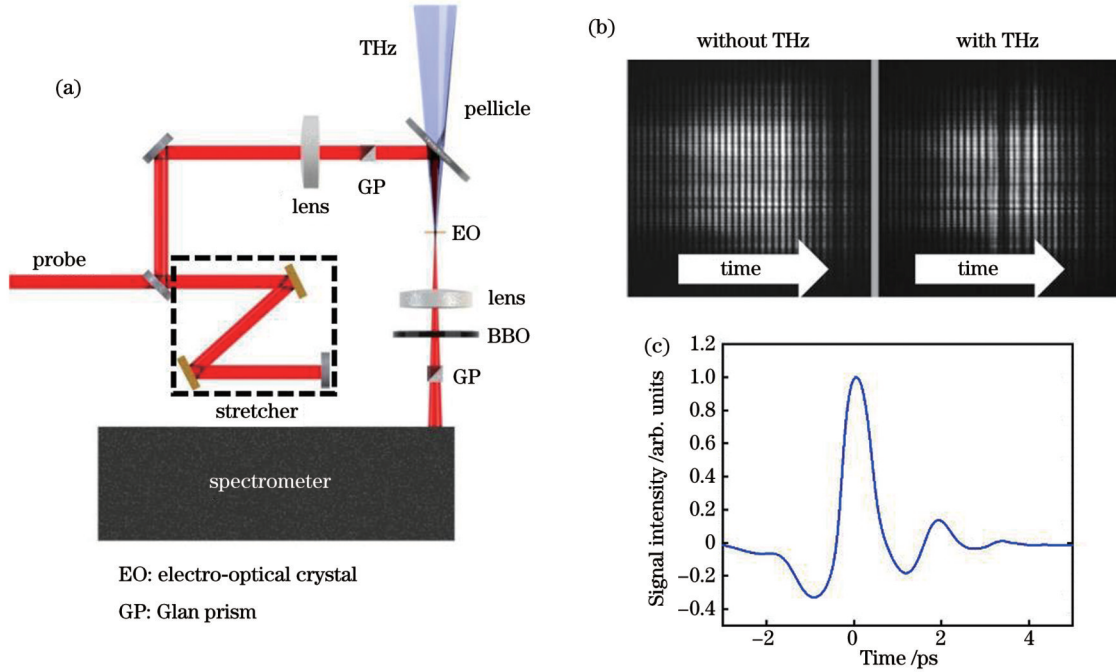 (a)
THz
pellicle
GP
lens
EO
probe
lens
BBO
GP
stretcher
spectrometer
EO: electro-optical crystal
GP: Glan prism
(b)
without THz
with THz
time
time
(c)
Signal intensity /arb. units
1.2
1.0
0.8
0.6
0.4
0.2
0
−0.2
−0.4
−2
0
2
4
Time /ps